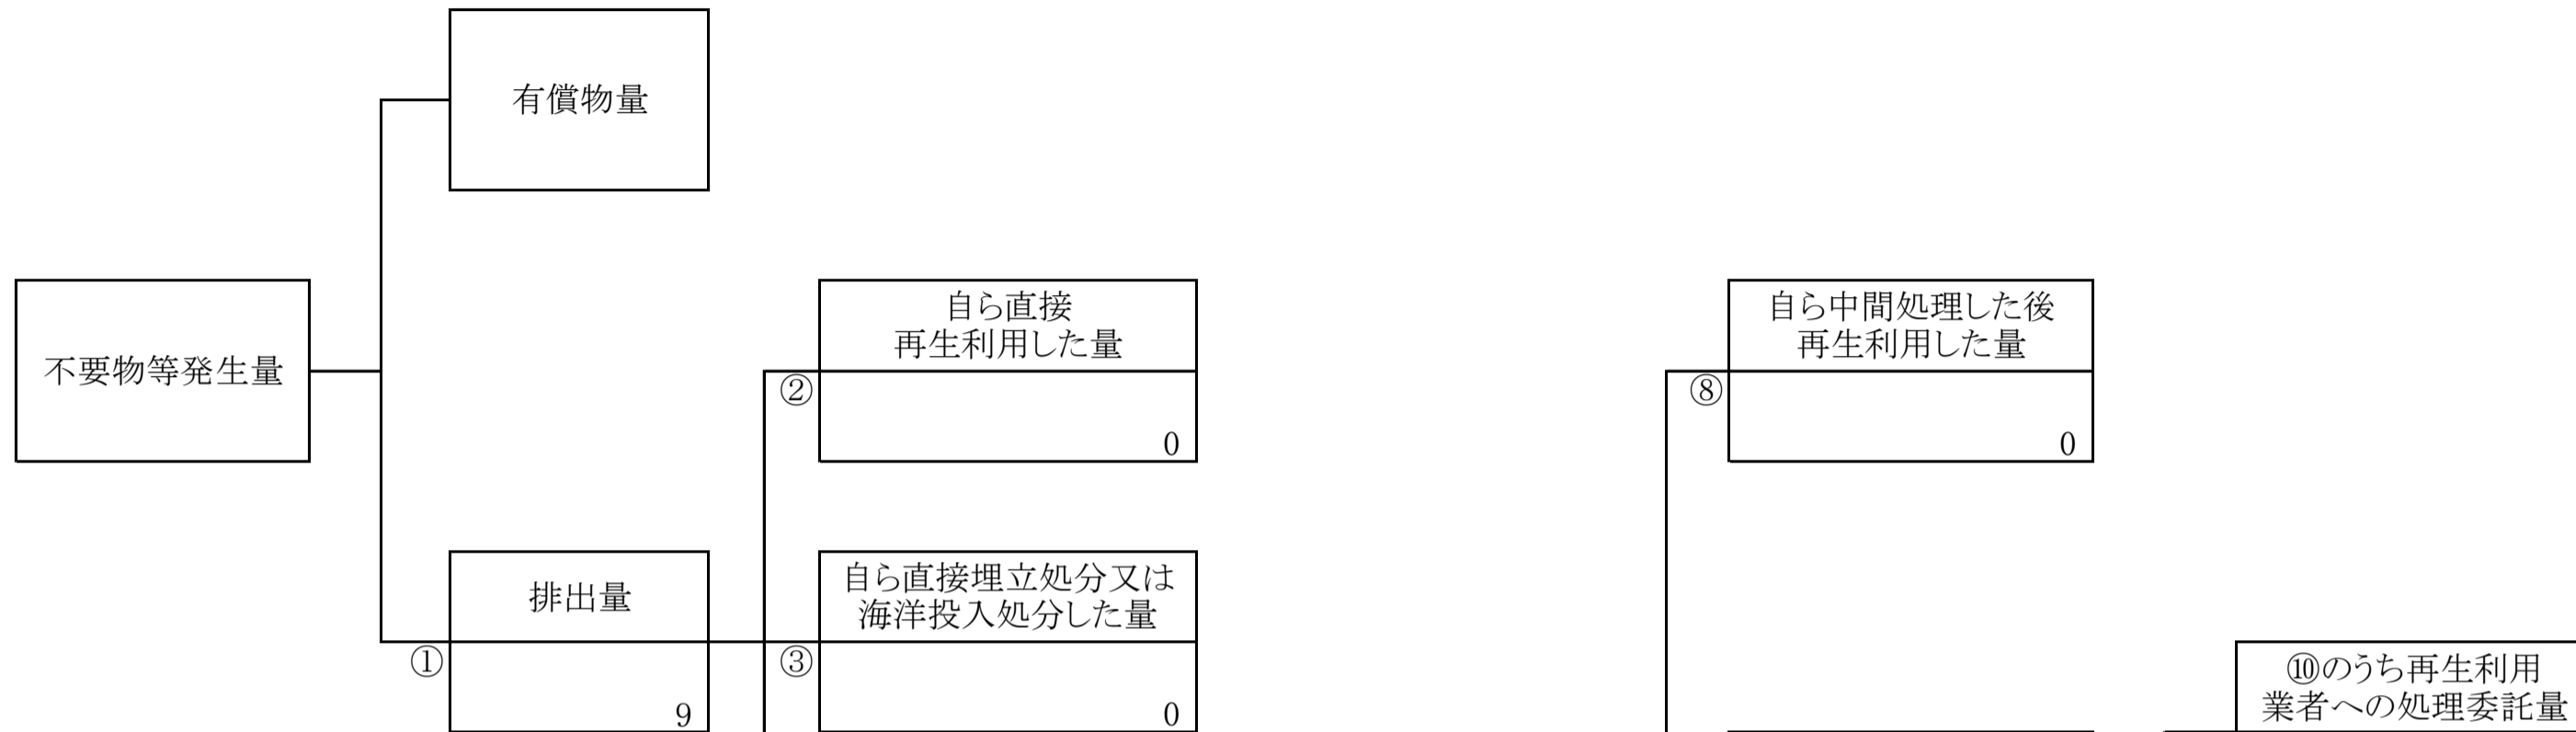 有償物量
不要物等発生量
自ら直接
再生利用した量
②
0
自ら中間処理した後
再生利用した量
⑧
0
排出量
①
9
自ら直接埋立処分又は
海洋投入処分した量
③
0
⑩のうち再生利用
業者への処理委託量